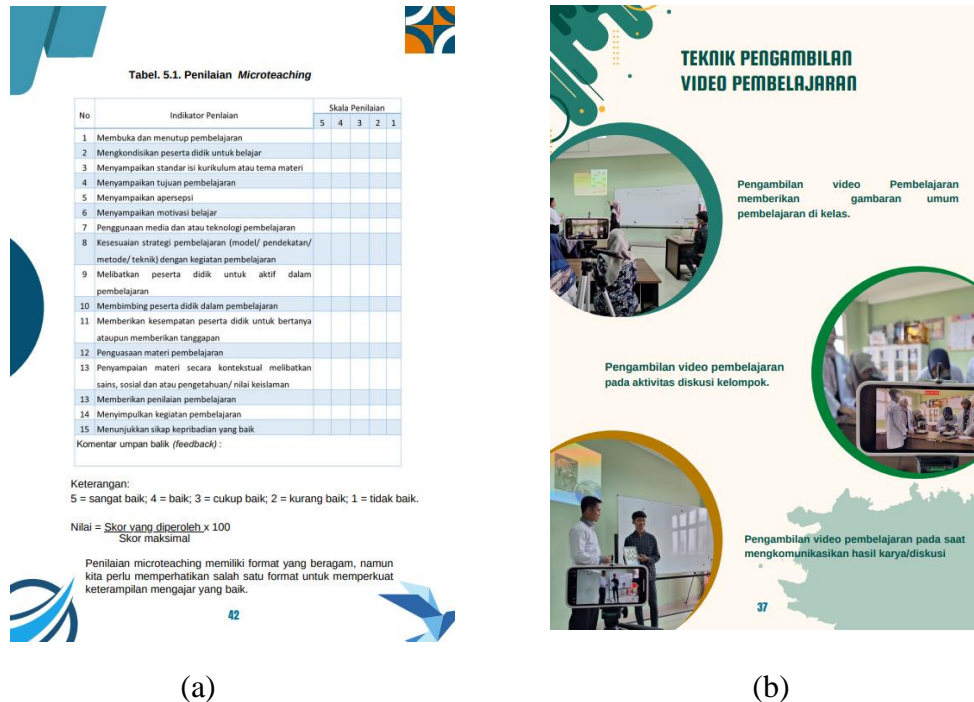 Tabel. 5.1. Penilaian Microteaching
No Indikator Penlaian Skala Penilaian
5 4 3 2 1
1 Membuka dan menutup pembelajaran
2 Mengkondisikan peserta didik untuk belajar
3 Menyampaikan standar isi kurikulum atau tema materi
4 Menyampaikan tujuan pembelajaran
5 Menyampaikan apersepsi
6 Menyampaikan motivasi belajar
7 Penggunaan media dan atau teknologi pembelajaran
8 Kesesuaian strategi pembelajaran (model/ pendekatan/
metode/ teknik) dengan kegiatan pembelajaran
9 Melibatkan peserta didik untuk aktif dalam
pembelajaran
10 Membimbing peserta didik dalam pembelajaran
11 Memberikan kesempatan peserta didik untuk bertanya
ataupun memberikan tanggapan
12 Penguasaan materi pembelajaran
13 Penyampaian materi secara kontekstual melibatkan
sains, sosial dan atau pengetahuan/ nilai keislaman
13 Memberikan penilaian pembelajaran
14 Menyimpulkan kegiatan pembelajaran
15 Menunjukkan sikap kepribadian yang baik
Komentar umpan balik (feedback) :
Keterangan:
5 = sangat baik; 4 = baik; 3 = cukup baik; 2 = kurang baik; 1 = tidak baik.
Nilai = Skor yang diperoleh x 100
Skor maksimal
Penilaian microteaching memiliki format yang beragam, namun
kita perlu memperhatikan salah satu format untuk memperkuat
keterampilan mengajar yang baik.
42
(a)
TEKNIK PENGAMBILAN
VIDEO PEMBELAJARAN
Pengambilan video Pembelajaran
memberikan gambaran umum
pembelajaran di kelas.
Pengambilan video pembelajaran
pada aktivitas diskusi kelompok.
Pengambilan video pembelajaran pada saat
mengkomunikasikan hasil karya/diskusi
37
(b)